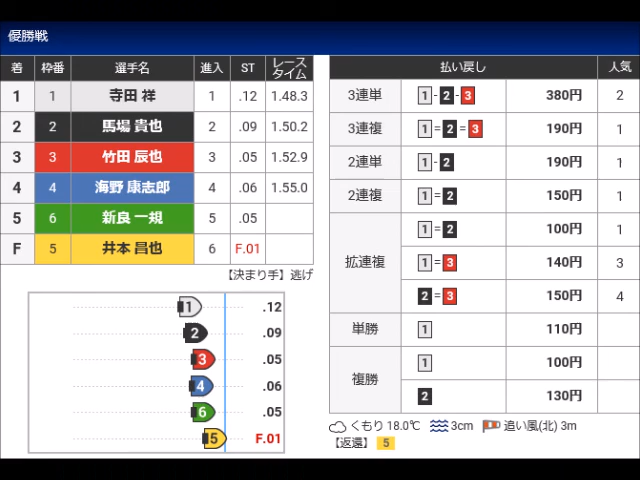 優勝戦
着 枠番 選手名 進入 ST レースタイム
1 1 寺田 祥 1 .12 1.48.3
2 2 馬場 貴也 2 .09 1.50.2
3 3 竹田 辰也 3 .05 1.52.9
4 4 海野 康志郎 4 .06 1.55.0
5 6 新良 一規 5 .05
F 5 井本 昌也 6 F.01
【決まり手】逃げ
1 .12
2 .09
3 .05
4 .06
6 .05
5 F.01
払い戻し 人気
3連単 1-2-3 380円 2
3連複 1=2=3 190円 1
2連単 1-2 190円 1
2連複 1=2 150円 1
拡連複 1=2 100円 1
1=3 140円 3
2=3 150円 4
単勝 1 110円
複勝 1 100円
2 130円
くもり 18.0℃ 3cm 追い風(北) 3m
【返還】 5